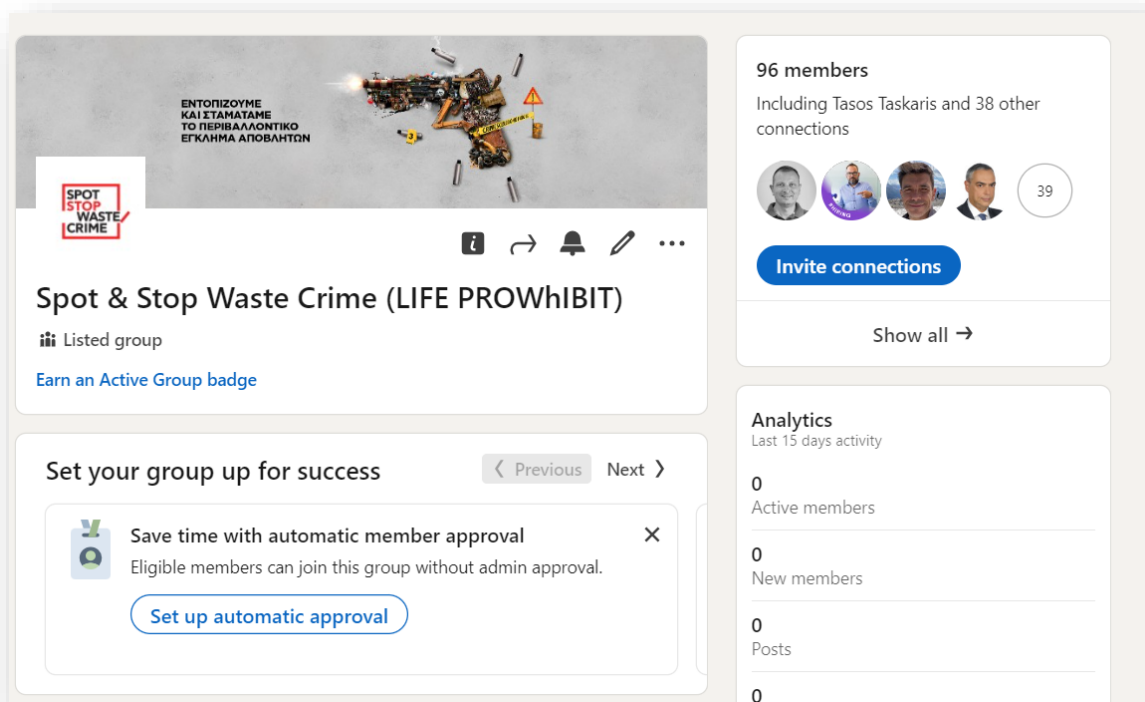 ΕΝΤΟΠΙΖΟΥΜΕ
ΚΑΙ ΣΤΑΜΑΤΑΜΕ
ΤΟ ΠΕΡΙΒΑΛΛΟΝΤΙΚΟ
ΕΓΚΛΗΜΑ ΑΠΟΒΛΗΤΩΝ
3
SPOT
STOP
WASTE
CRIME
Spot & Stop Waste Crime (LIFE PROWhIBIT)
Listed group
Earn an Active Group badge
Set your group up for success
Previous
Next
Save time with automatic member approval
Eligible members can join this group without admin approval.
Set up automatic approval
96 members
Including Tasos Taskaris and 38 other
connections
39
Invite connections
Show all
Analytics
Last 15 days activity
0
Active members
0
New members
0
Posts
0